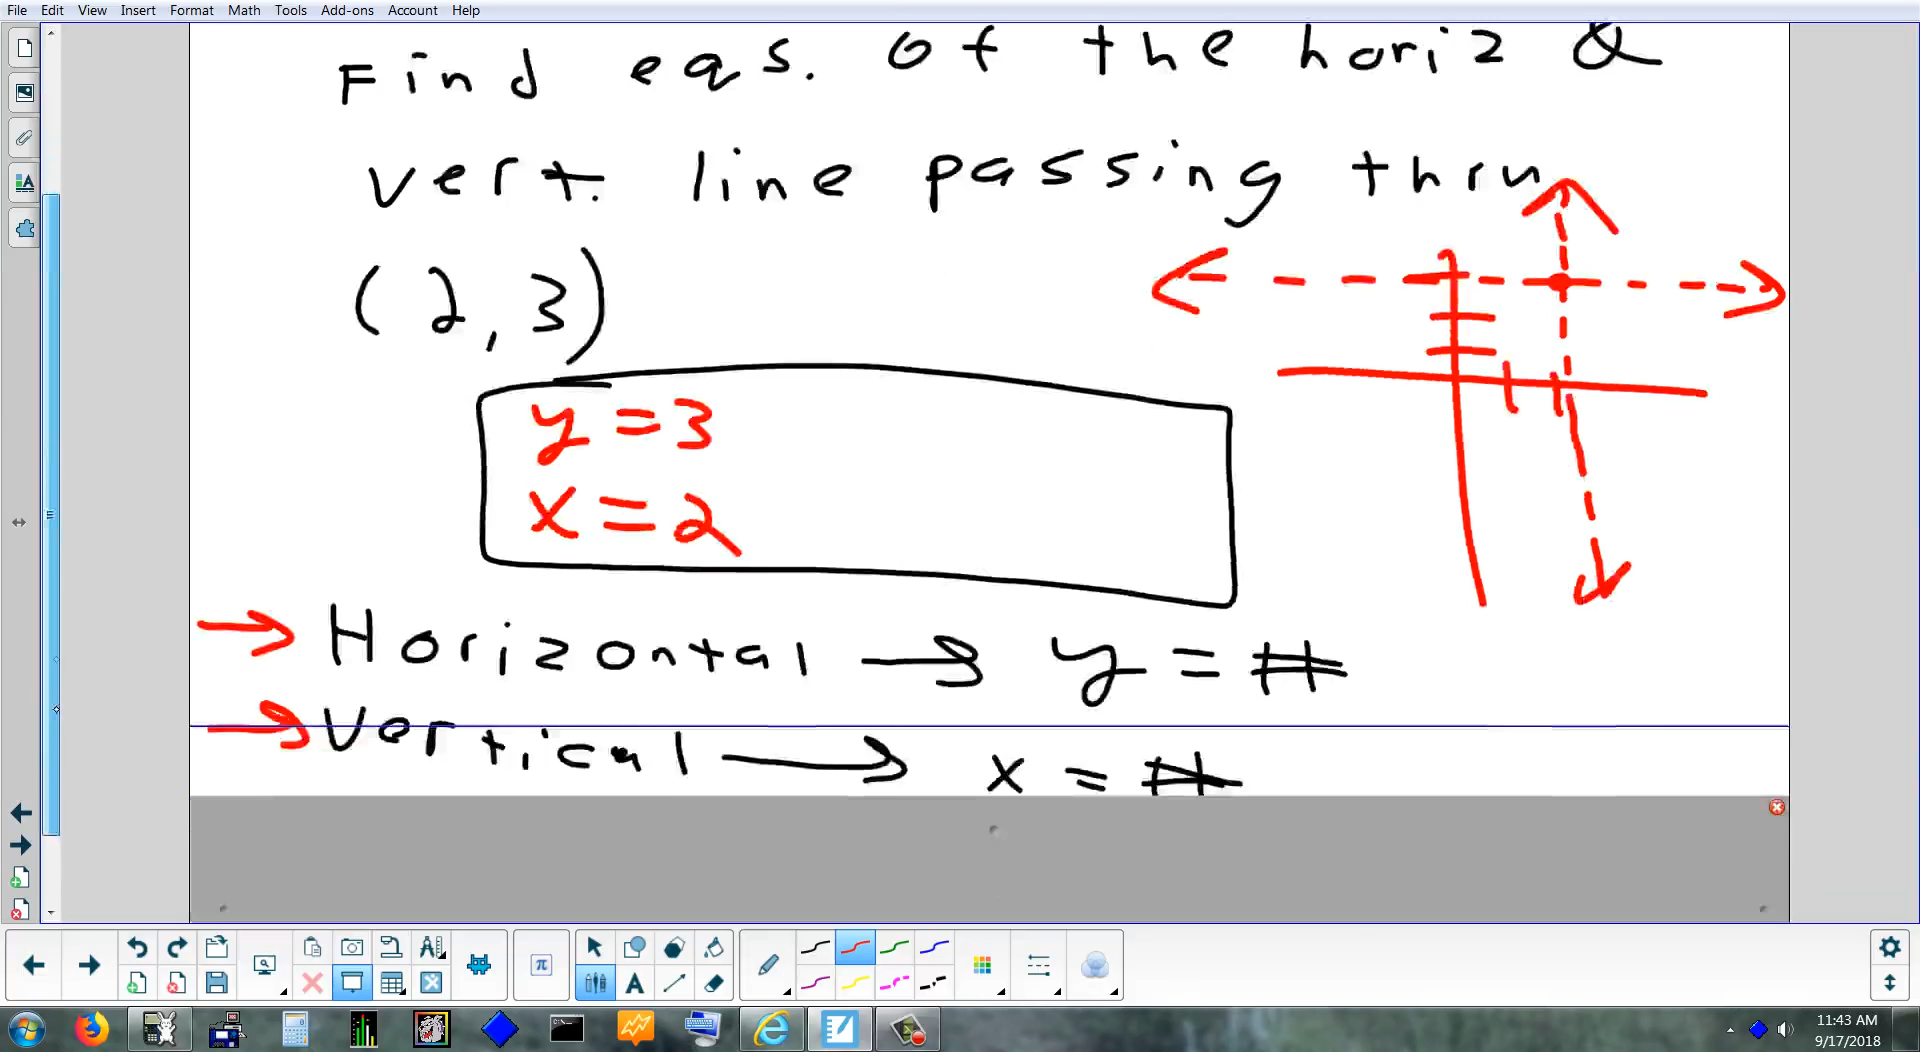 File Edit View Insert Format Math Tools Add-ons Account Help
Find eqs. of the horiz &
vert. line passing thru
(2,3)
y = 3
x = 2
Horizontal → y = #
Vertical → x = #
A
π
A
11:43 AM
9/17/2018